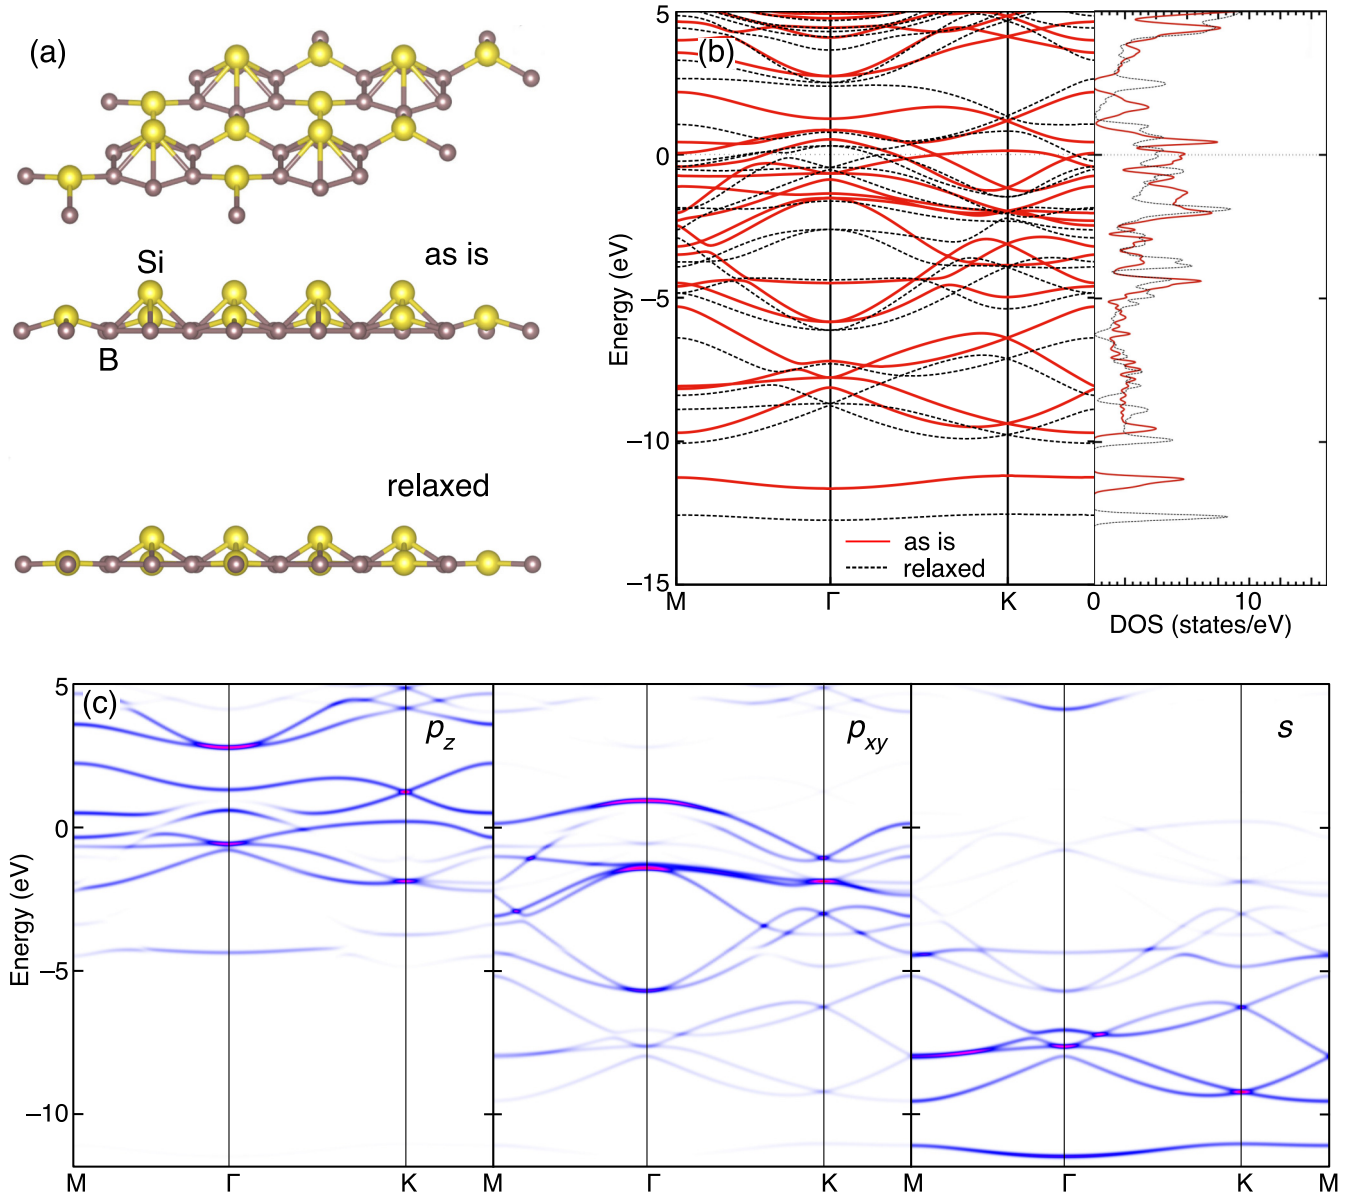 (a)
Si
as is
B
relaxed
(b)
5
0
−5
−10
−15
Energy (eV)
as is
relaxed
M
Γ
K
0
10
DOS (states/eV)
(c)
5
0
−5
−10
Energy (eV)
p_z
p_xy
s
M
Γ
K
M
Γ
K
M
Γ
K
M